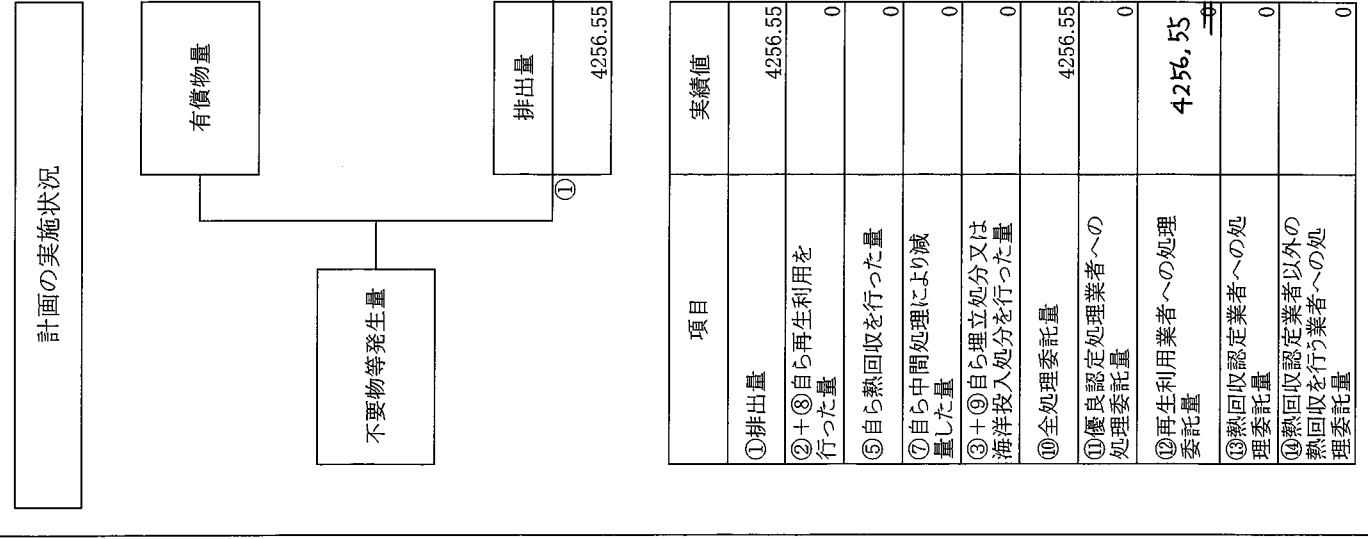 計画の実施状況
有償物量
不要物等発生量
排出量
① 4256.55
項目 実績値
①排出量 4256.55
②+⑧自ら再生利用を
行った量 0
⑤自ら熱回収を行った量 0
⑦自ら中間処理により減
量した量 0
③+⑨自ら埋立処分又は
海洋投入処分を行った量 0
⑩全処理委託量 4256.55
⑪優良認定処理業者への
処理委託量 0
⑫再生利用業者への処理
委託量 4256.55 0
⑬熱回収認定業者への処
理委託量 0
⑭熱回収認定業者以外の
熱回収を行う業者への処
理委託量 0